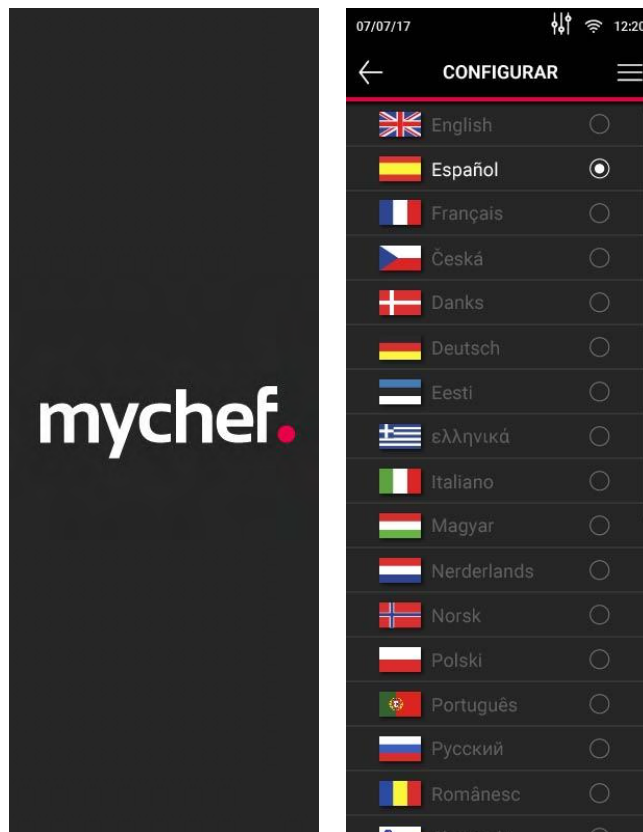 mychef.
07/07/17 12:20
CONFIGURAR
English
Español
Français
Česká
Danks
Deutsch
Eesti
ελληνικά
Italiano
Magyar
Nerderlands
Norsk
Polski
Português
Русский
Românesc